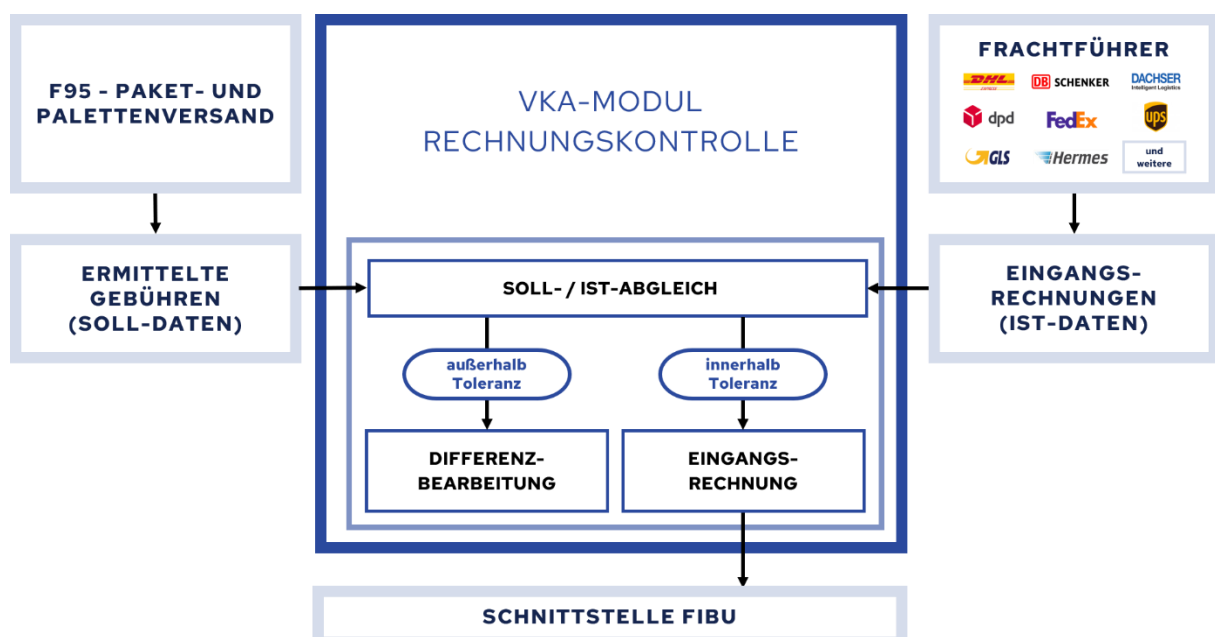 F95 - PAKET- UND
PALETTENVERSAND
VKA-MODUL
RECHNUNGSKONTROLLE
FRACHTFÜHRER
DHL
EXPRESS
DB SCHENKER
DACHSER
Intelligent Logistics
dpd
FedEx
ups
GLS
Hermes
und
weitere
ERMITTELTE
GEBÜHREN
(SOLL-DATEN)
SOLL- / IST-ABGLEICH
EINGANGS-
RECHNUNGEN
(IST-DATEN)
außerhalb
Toleranz
innerhalb
Toleranz
DIFFERENZ-
BEARBEITUNG
EINGANGS-
RECHNUNG
SCHNITTSTELLE FIBU